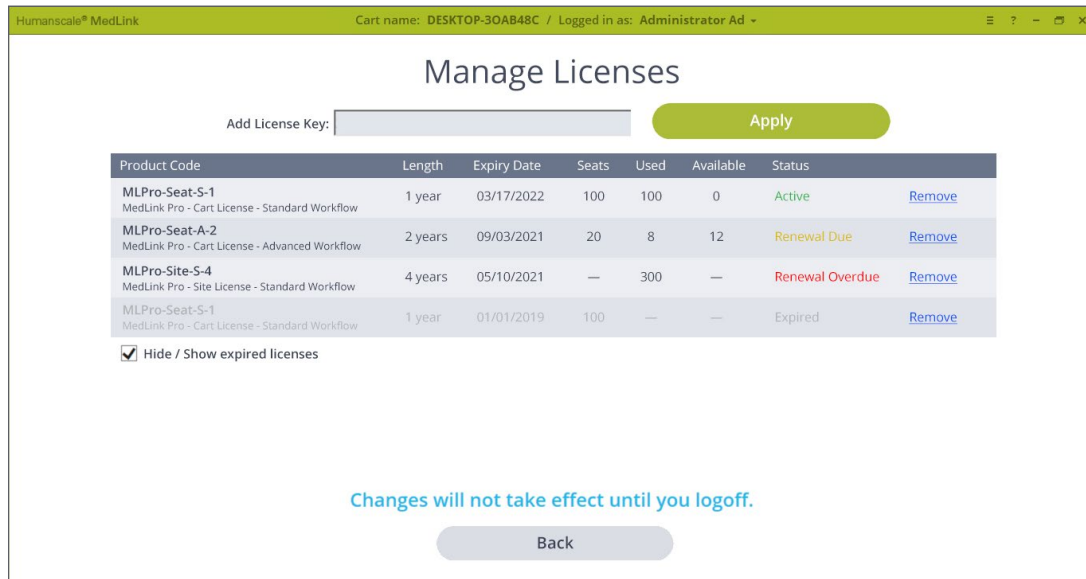 Humanscale® MedLink Cart name: DESKTOP-3OAB48C / Logged in as: Administrator Ad ? 
Manage Licenses
Add License Key: Apply
Product Code Length Expiry Date Seats Used Available Status
MLPro-Seat-S-1
MedLink Pro - Cart License - Standard Workflow
1 year 03/17/2022 100 100 0 Active Remove
MLPro-Seat-A-2
MedLink Pro - Cart License - Advanced Workflow
2 years 09/03/2021 20 8 12 Renewal Due Remove
MLPro-Site-S-4
MedLink Pro - Site License - Standard Workflow
4 years 05/10/2021 — 300 — Renewal Overdue Remove
MLPro-Seat-S-1
MedLink Pro - Cart License - Standard Workflow
1 year 01/01/2019 100 — — Expired Remove
Hide / Show expired licenses
Changes will not take effect until you logoff.
Back